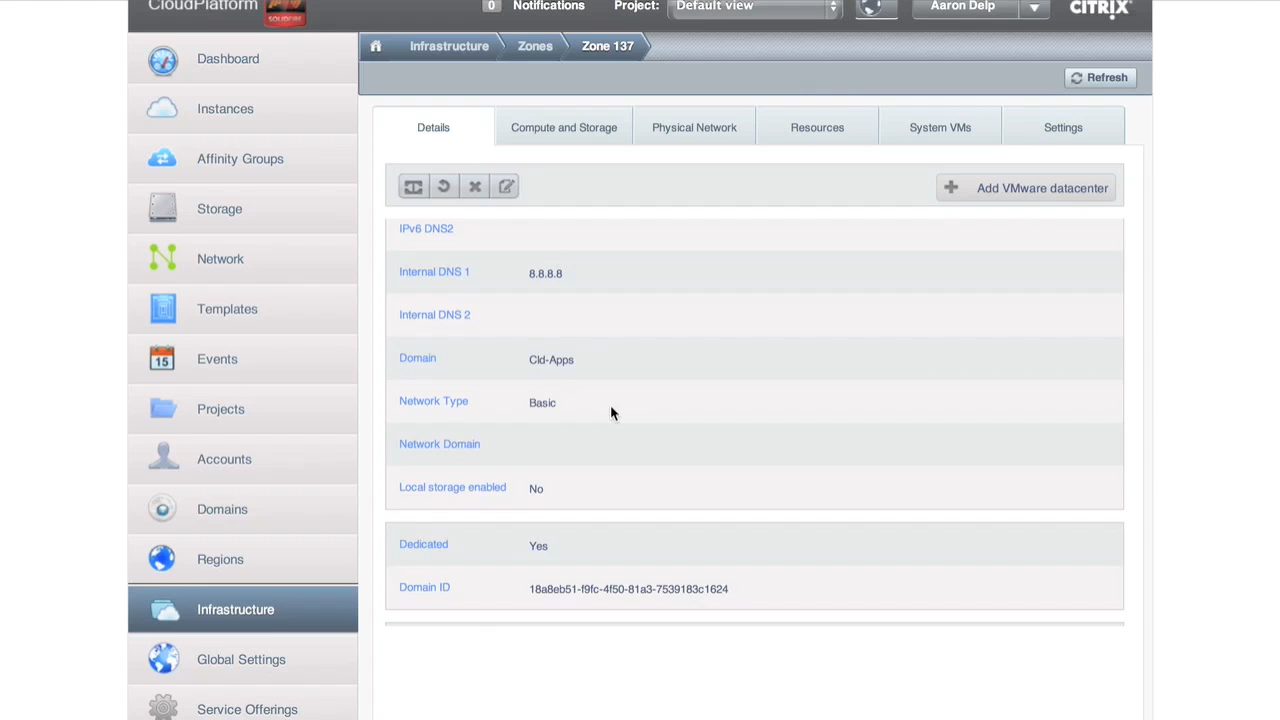 CloudPlatform
SOLIDFIRE
0 Notifications
Project: Default view
Aaron Delp
CITRIX
Dashboard
Instances
Affinity Groups
Storage
Network
Templates
15 Events
Projects
Accounts
Domains
Regions
Infrastructure
Global Settings
Service Offerings
Infrastructure Zones Zone 137
Refresh
Details Compute and Storage Physical Network Resources System VMs Settings
Add VMware datacenter
IPv6 DNS2
Internal DNS 1 8.8.8.8
Internal DNS 2
Domain Cld-Apps
Network Type Basic
Network Domain
Local storage enabled No
Dedicated Yes
Domain ID 18a8eb51-f9fc-4f50-81a3-7539183c1624